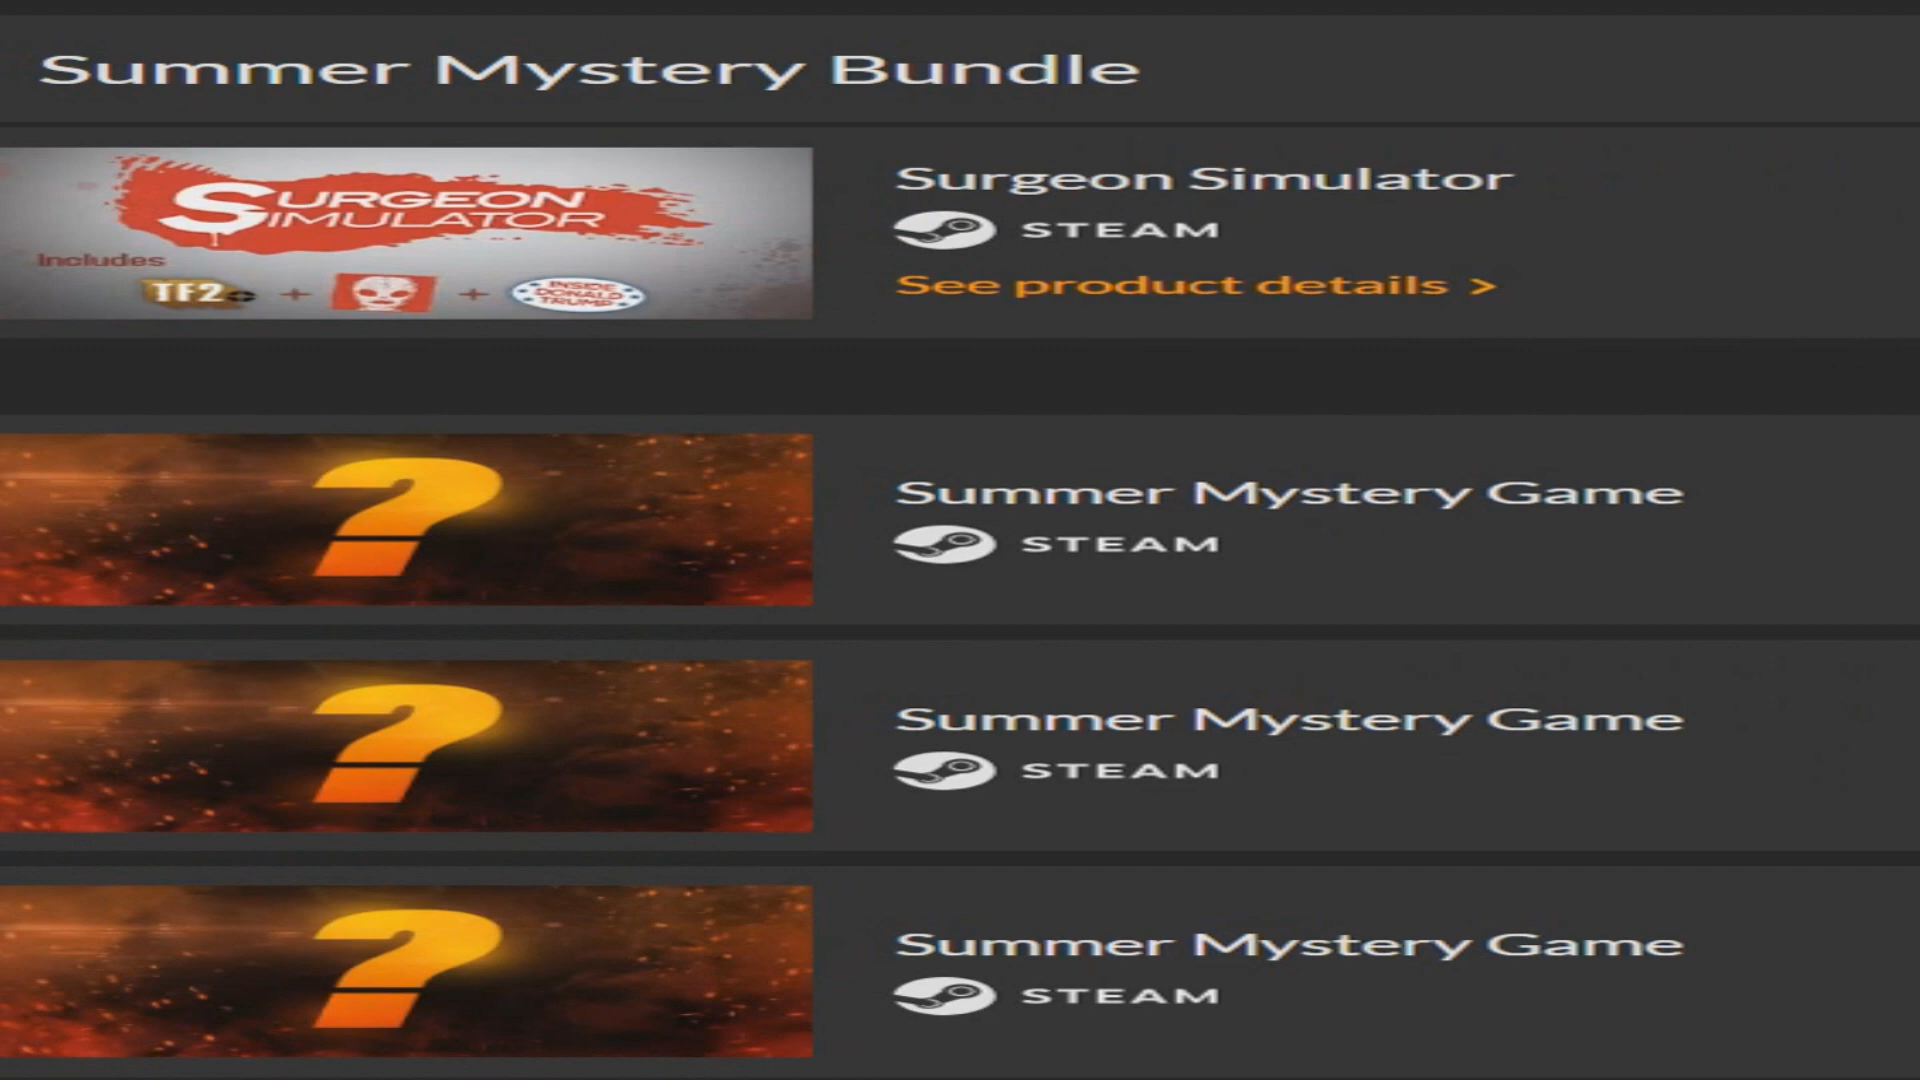 Summer Mystery Bundle
SURGEON
SIMULATOR
Includes
TF2 + + INSIDE
DONALD
TRUMP
Surgeon Simulator
STEAM
See product details >
?
Summer Mystery Game
STEAM
?
Summer Mystery Game
STEAM
?
Summer Mystery Game
STEAM